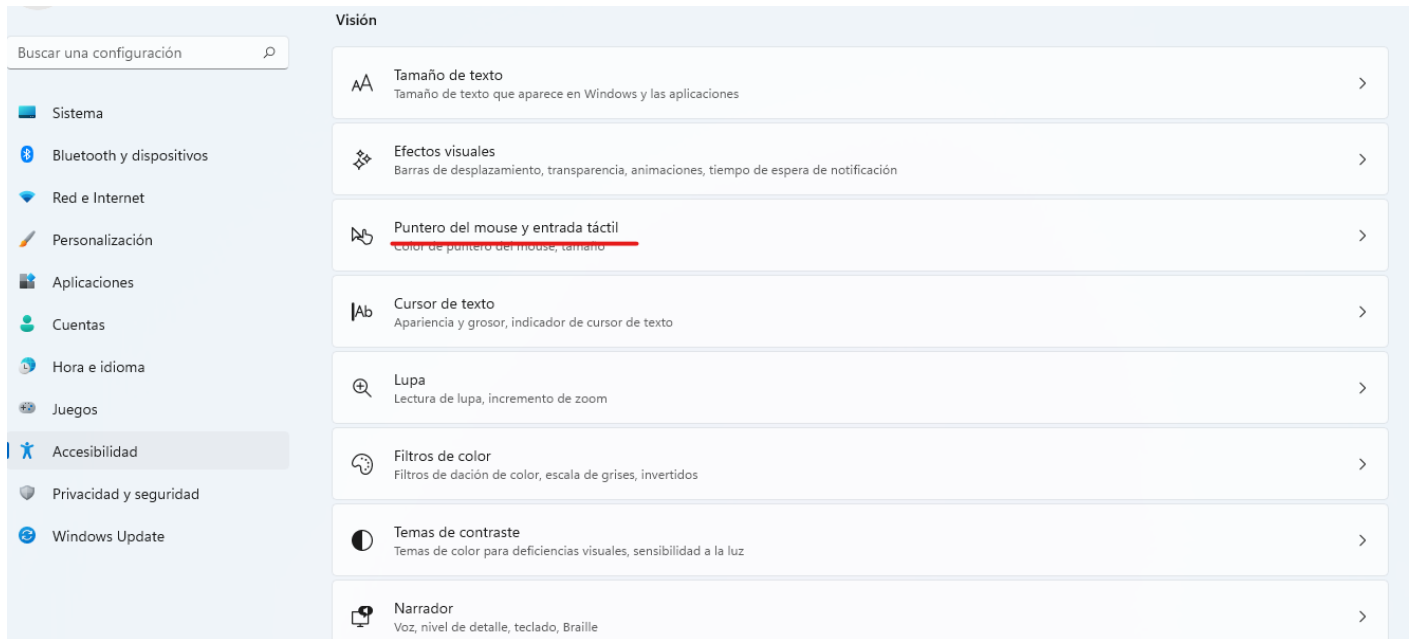 Visión
Buscar una configuración
Sistema
Bluetooth y dispositivos
Red e Internet
Personalización
Aplicaciones
Cuentas
Hora e idioma
Juegos
Accesibilidad
Privacidad y seguridad
Windows Update
Tamaño de texto
Tamaño de texto que aparece en Windows y las aplicaciones
Efectos visuales
Barras de desplazamiento, transparencia, animaciones, tiempo de espera de notificación
Puntero del mouse y entrada táctil
Color de puntero del mouse, tamaño
Cursor de texto
Apariencia y grosor, indicador de cursor de texto
Lupa
Lectura de lupa, incremento de zoom
Filtros de color
Filtros de dación de color, escala de grises, invertidos
Temas de contraste
Temas de color para deficiencias visuales, sensibilidad a la luz
Narrador
Voz, nivel de detalle, teclado, Braille